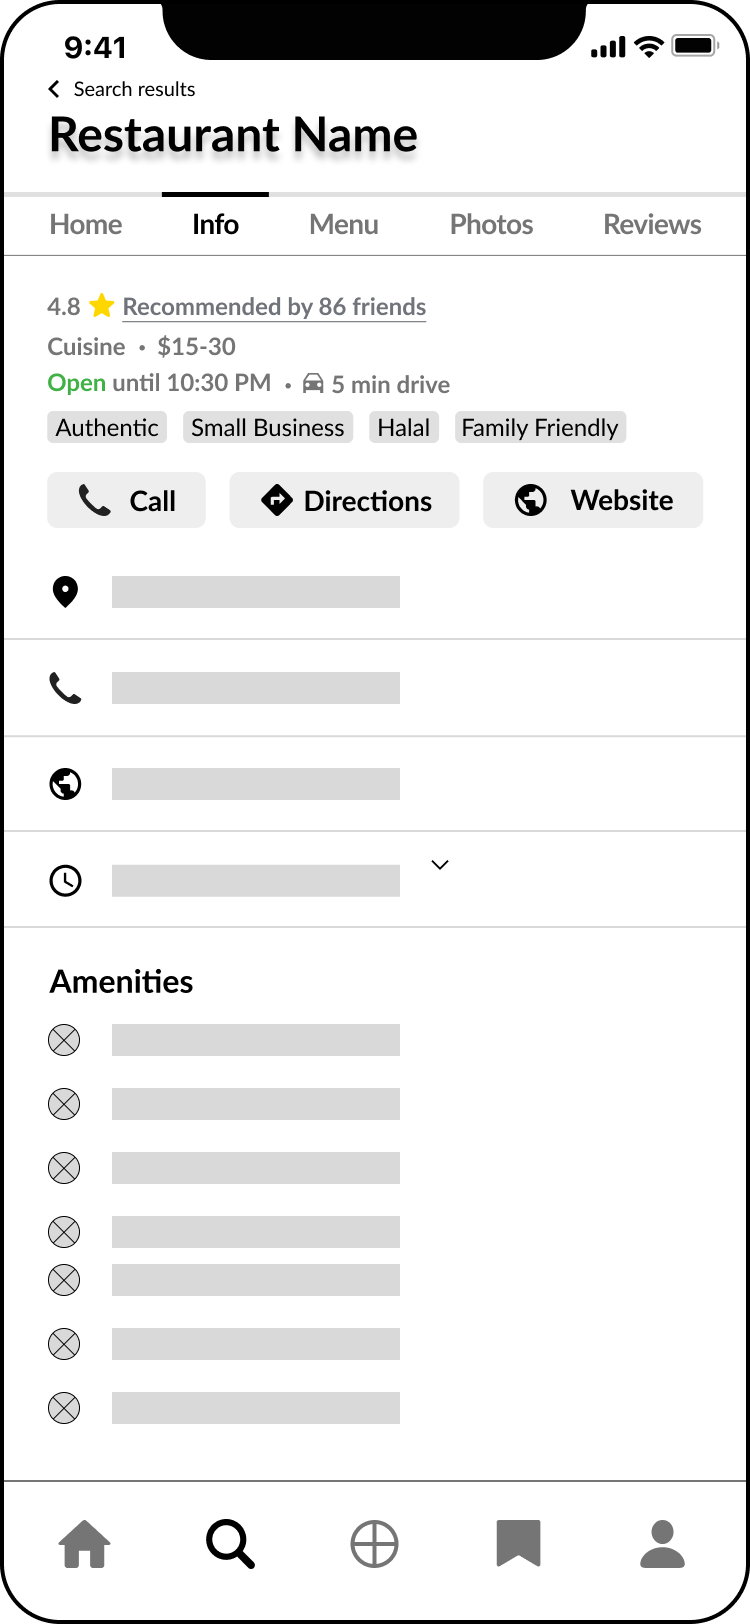 9:41
Search results
Restaurant Name
Home Info Menu Photos Reviews
4.8 Recommended by 86 friends
Cuisine • $15-30
Open until 10:30 PM • 5 min drive
Authentic Small Business Halal Family Friendly
Call Directions Website
Amenities